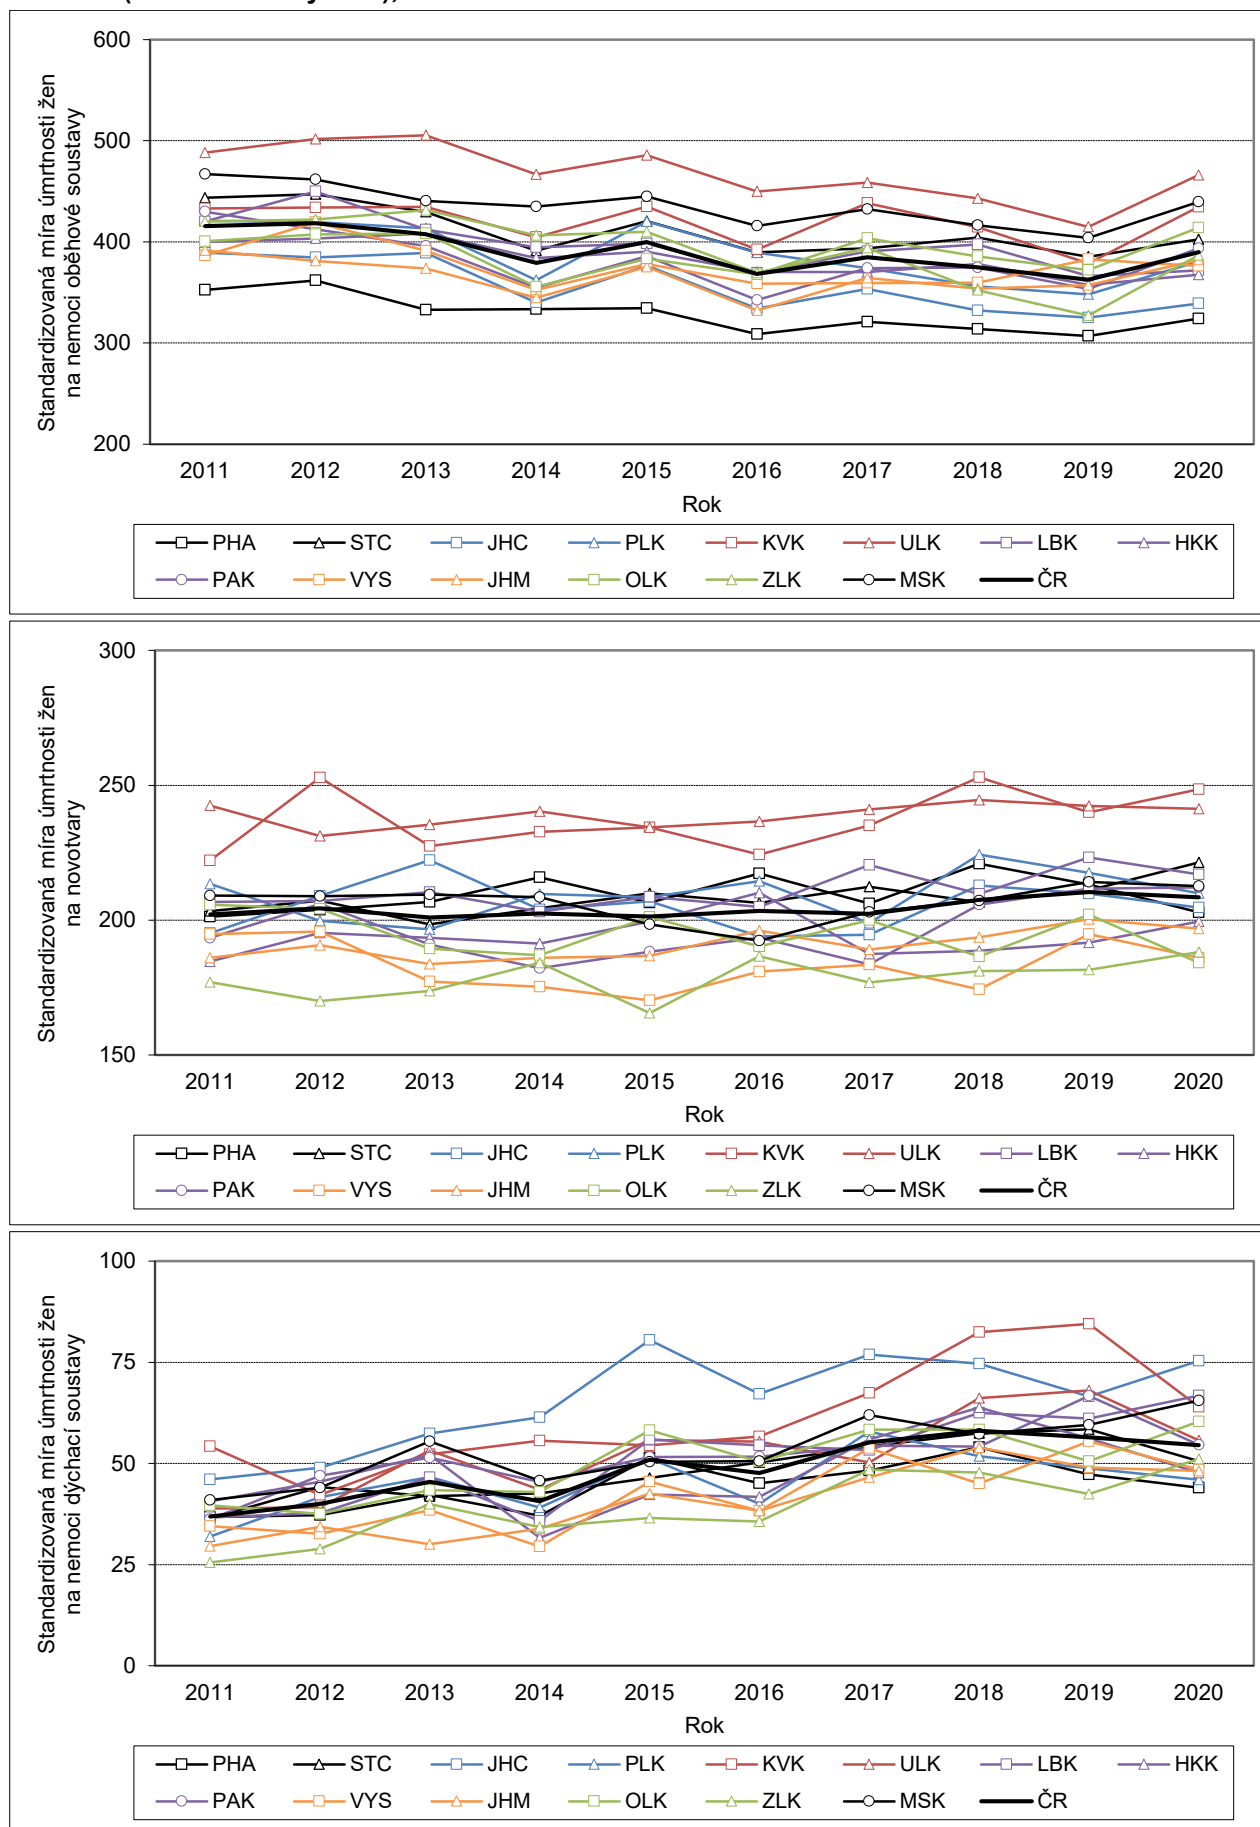 Standardizovaná míra úmrtnosti žen
na nemoci oběhové soustavy
600
500
400
300
200
2011 2012 2013 2014 2015 2016 2017 2018 2019 2020
Rok
PHA STC JHC PLK KVK ULK LBK HKK
PAK VYS JHM OLK ZLK MSK ČR
Standardizovaná míra úmrtnosti žen
na novotvary
300
250
200
150
2011 2012 2013 2014 2015 2016 2017 2018 2019 2020
Rok
PHA STC JHC PLK KVK ULK LBK HKK
PAK VYS JHM OLK ZLK MSK ČR
Standardizovaná míra úmrtnosti žen
na nemoci dýchací soustavy
100
75
50
25
0
2011 2012 2013 2014 2015 2016 2017 2018 2019 2020
Rok
PHA STC JHC PLK KVK ULK LBK HKK
PAK VYS JHM OLK ZLK MSK ČR